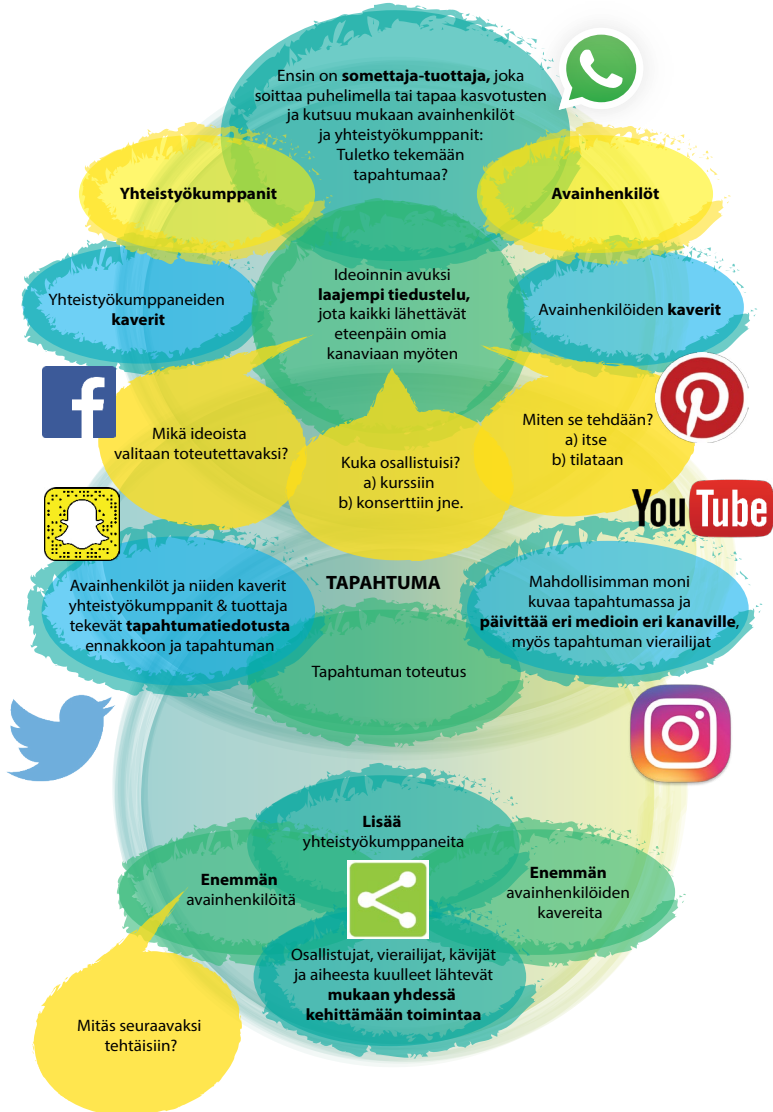 Ensin on somettaja-tuottaja, joka
soittaa puhelimella tai tapaa kasvotusten
ja kutsuu mukaan avainhenkilöt
ja yhteistyökumppanit:
Tuletko tekemään
tapahtumaa?
Yhteistyökumppanit
Avainhenkilöt
Yhteistyökumppaneiden
kaverit
Ideoinnin avuksi
laajempi tiedustelu,
jota kaikki lähettävät
eteenpäin omia
kanaviaan myöten
Avainhenkilöiden kaverit
Mikä ideoista
valitaan toteutettavaksi?
Kuka osallistuisi?
a) kurssiin
b) konserttiin jne.
Miten se tehdään?
a) itse
b) tilataan
YouTube
TAPAHTUMA
Avainhenkilöt ja niiden kaverit
yhteistyökumppanit & tuottaja
tekevät tapahtumatiedotusta
ennakkoon ja tapahtuman
Mahdollisimman moni
kuvaa tapahtumassa ja
päivittää eri medioin eri kanaville,
myös tapahtuman vierailijat
Tapahtuman toteutus
Lisää
yhteistyökumppaneita
Enemmän
avainhenkilöitä
Enemmän
avainhenkilöiden
kavereita
Osallistujat, vierailijat, kävijät
ja aiheesta kuulleet lähtevät
mukaan yhdessä
kehittämään toimintaa
Mitäs seuraavaksi
tehtäisiin?